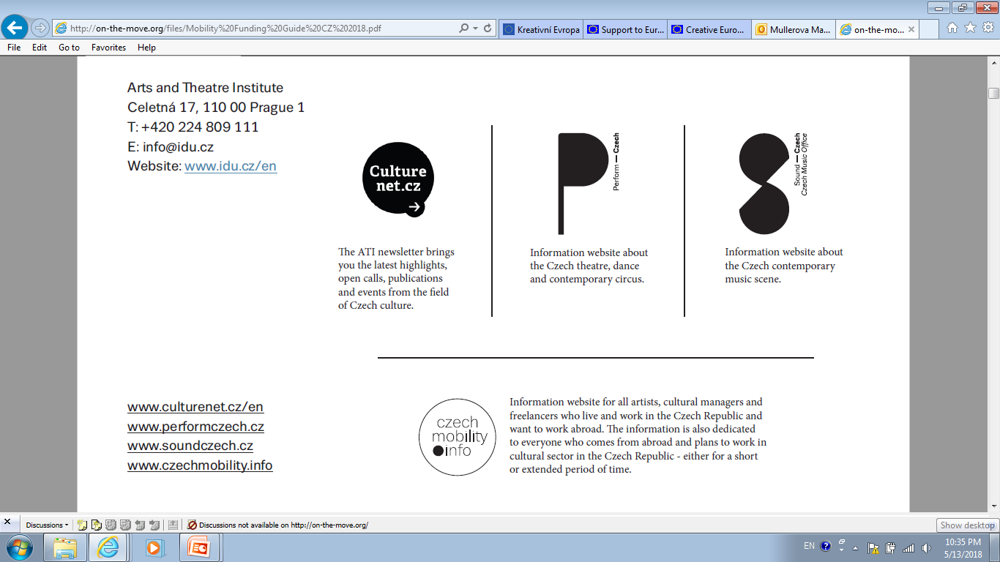 http://on-the-move.org/files/Mobility%20Funding%20Guide%20CZ%202018.pdf
Kreativní Evropa
Support to Eur...
Creative Euro...
Mullerova Ma...
on-the-mo...
File Edit Go to Favorites Help
Arts and Theatre Institute
Celetná 17, 110 00 Prague 1
T: +420 224 809 111
E: info@idu.cz
Website: www.idu.cz/en
Culture
net.cz
The ATI newsletter brings
you the latest highlights,
open calls, publications
and events from the field
of Czech culture.
Perform — Czech
Information website about
the Czech theatre, dance
and contemporary circus.
Sound — Czech
Czech Music Office
Information website about
the Czech contemporary
music scene.
www.culturenet.cz/en
www.performczech.cz
www.soundczech.cz
www.czechmobility.info
czech
mobility
info
Information website for all artists, cultural managers and
freelancers who live and work in the Czech Republic and
want to work abroad. The information is also dedicated
to everyone who comes from abroad and plans to work in
cultural sector in the Czech Republic - either for a short
or extended period of time.
Discussions
Discussions not available on http://on-the-move.org/
Show desktop
EN
10:35 PM
5/13/2018